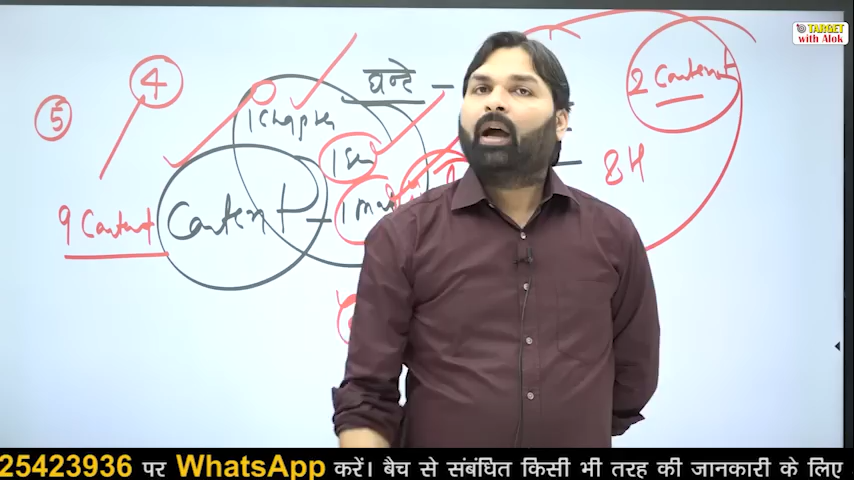 TARGET
with Alok
5
4
1 Chapter
घन्टे -
2 Content
8H
9 Content
Content -
25423936 पर WhatsApp करें। बैच से संबंधित किसी भी तरह की जानकारी के लिए